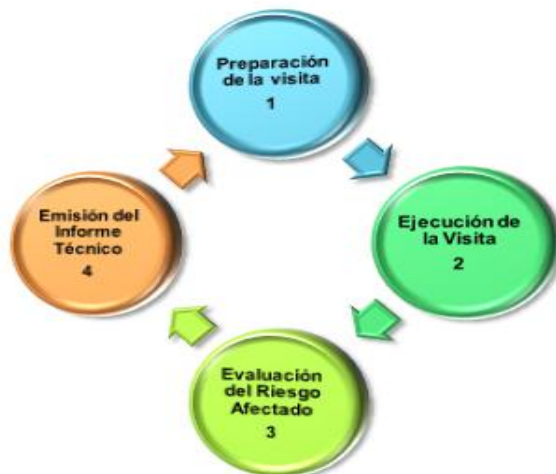 Preparación
de la visita
1
Ejecución de
la Visita
2
Evaluación
del Riesgo
Afectado
3
Emisión del
Informe
Técnico
4